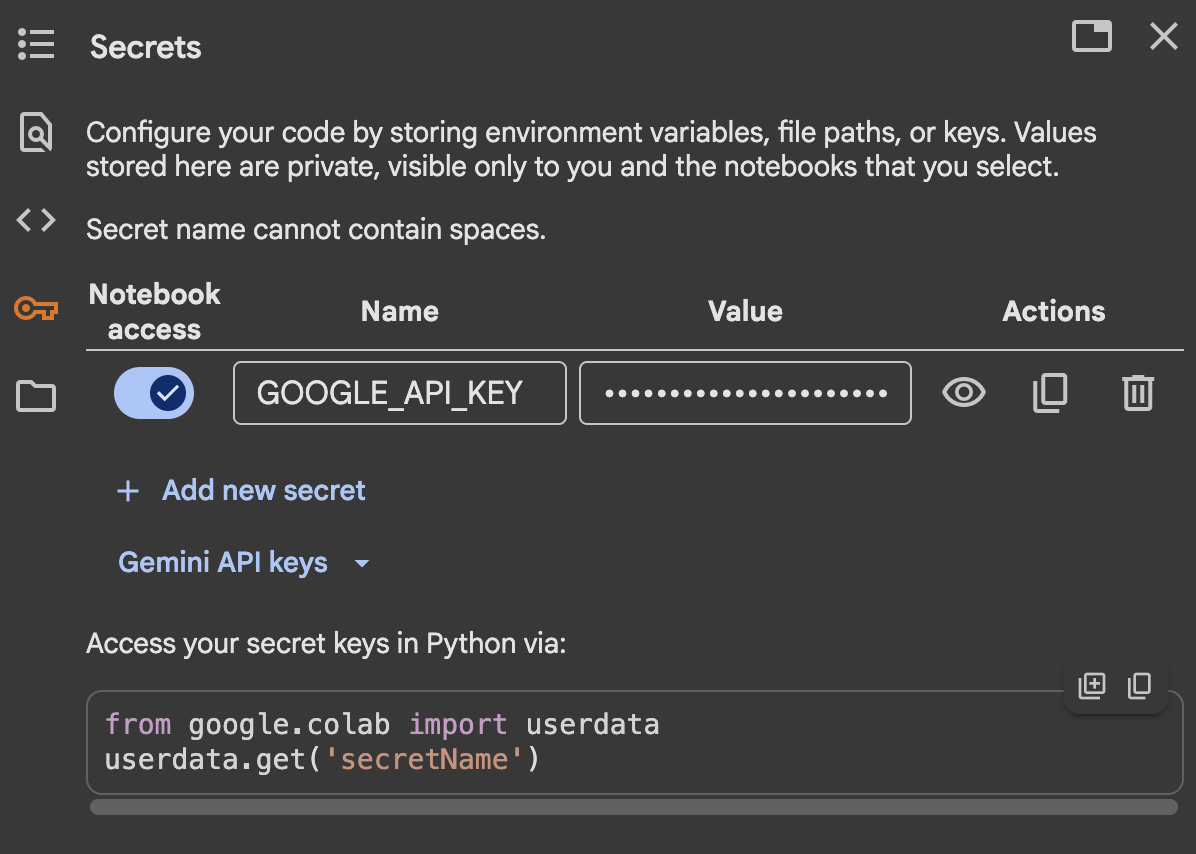 Secrets
Configure your code by storing environment variables, file paths, or keys. Values
stored here are private, visible only to you and the notebooks that you select.
Secret name cannot contain spaces.
Notebook
access
Name
Value
Actions
GOOGLE_API_KEY
••••••••••••••••••••••
+ Add new secret
Gemini API keys
Access your secret keys in Python via:
from google.colab import userdata
userdata.get('secretName')